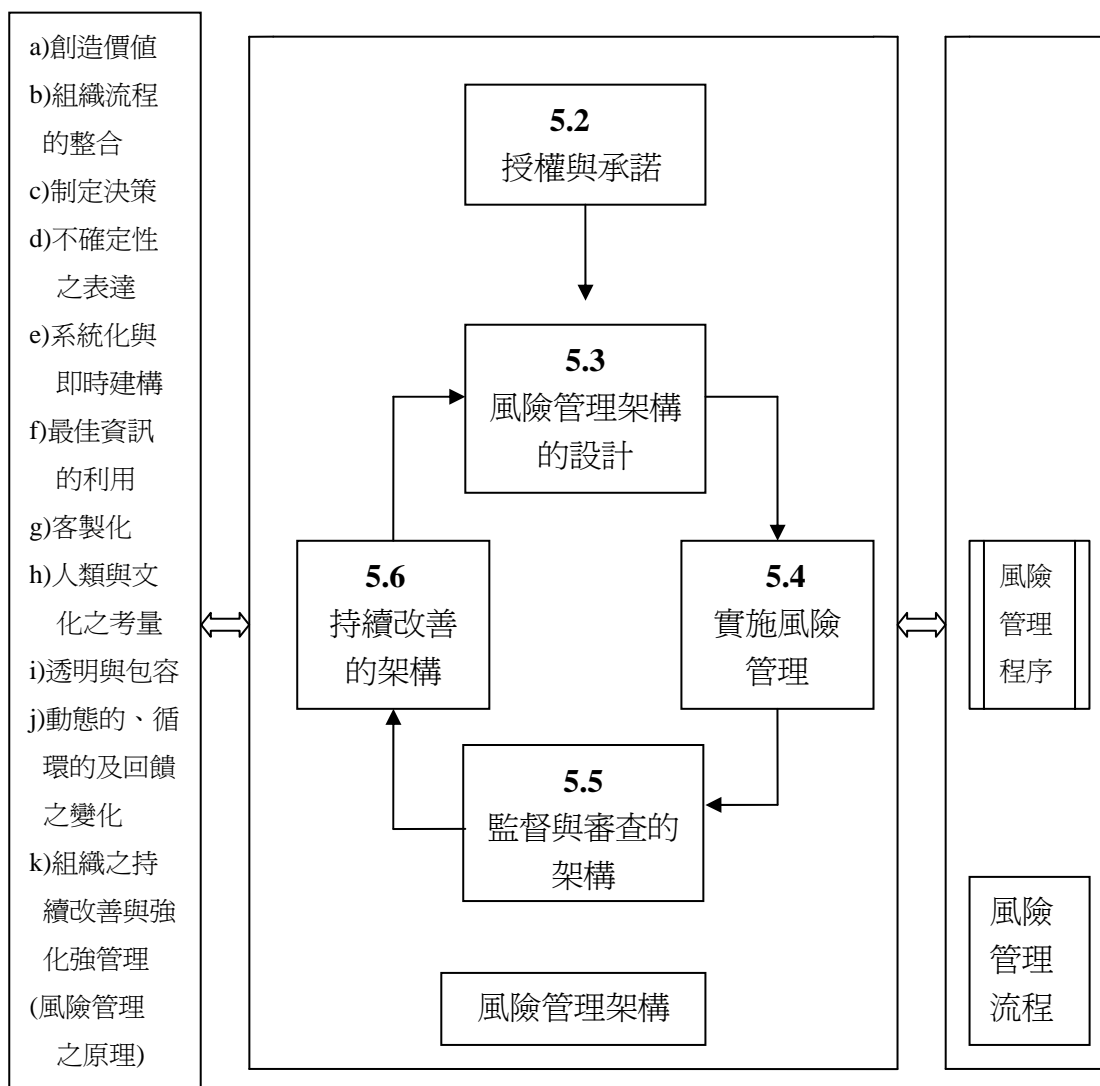 a)創造價值
b)組織流程
的整合
c)制定決策
d)不確定性
之表達
e)系統化與
即時建構
f)最佳資訊
的利用
g)客製化
h)人類與文
化之考量
i)透明與包容
j)動態的、循
環的及回饋
之變化
k)組織之持
續改善與強
化強管理
(風險管理
之原理)
5.2
授權與承諾
5.3
風險管理架構
的設計
5.6
持續改善
的架構
5.4
實施風險
管理
5.5
監督與審查的
架構
風險管理架構
風險
管理
程序
風險
管理
流程